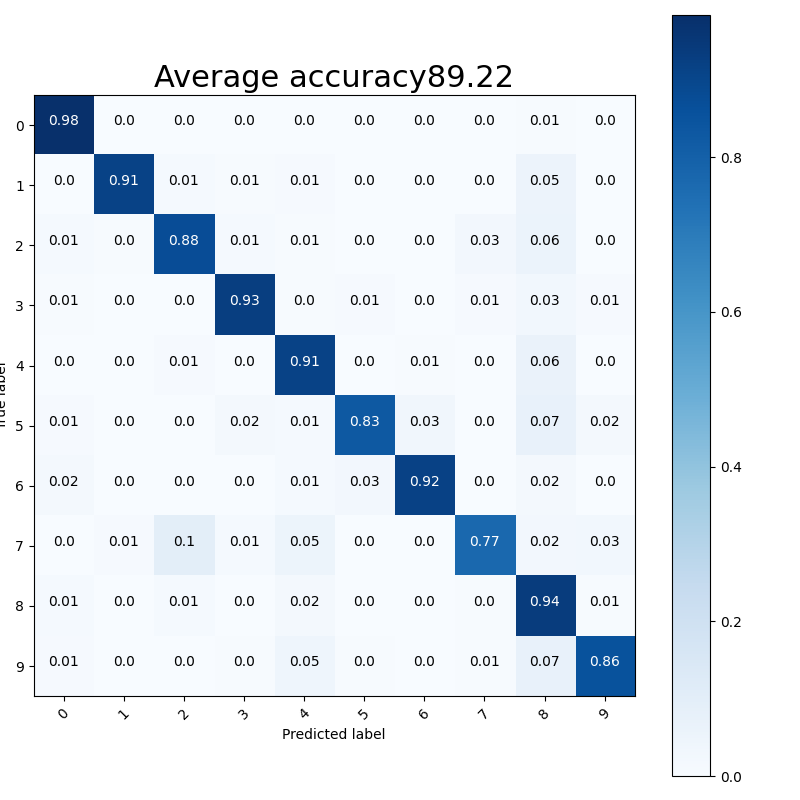 Average accuracy89.22
0 0.98 0.0 0.0 0.0 0.0 0.0 0.0 0.0 0.01 0.0
1 0.0 0.91 0.01 0.01 0.01 0.0 0.0 0.0 0.05 0.0
2 0.01 0.0 0.88 0.01 0.01 0.0 0.0 0.03 0.06 0.0
3 0.01 0.0 0.0 0.93 0.0 0.01 0.0 0.01 0.03 0.01
4 0.0 0.0 0.01 0.0 0.91 0.0 0.01 0.0 0.06 0.0
5 0.01 0.0 0.0 0.02 0.01 0.83 0.03 0.0 0.07 0.02
6 0.02 0.0 0.0 0.0 0.01 0.03 0.92 0.0 0.02 0.0
7 0.0 0.01 0.1 0.01 0.05 0.0 0.0 0.77 0.02 0.03
8 0.01 0.0 0.01 0.0 0.02 0.0 0.0 0.0 0.94 0.01
9 0.01 0.0 0.0 0.0 0.05 0.0 0.0 0.01 0.07 0.86
0 1 2 3 4 5 6 7 8 9
Predicted label
label
0.8
0.6
0.4
0.2
0.0